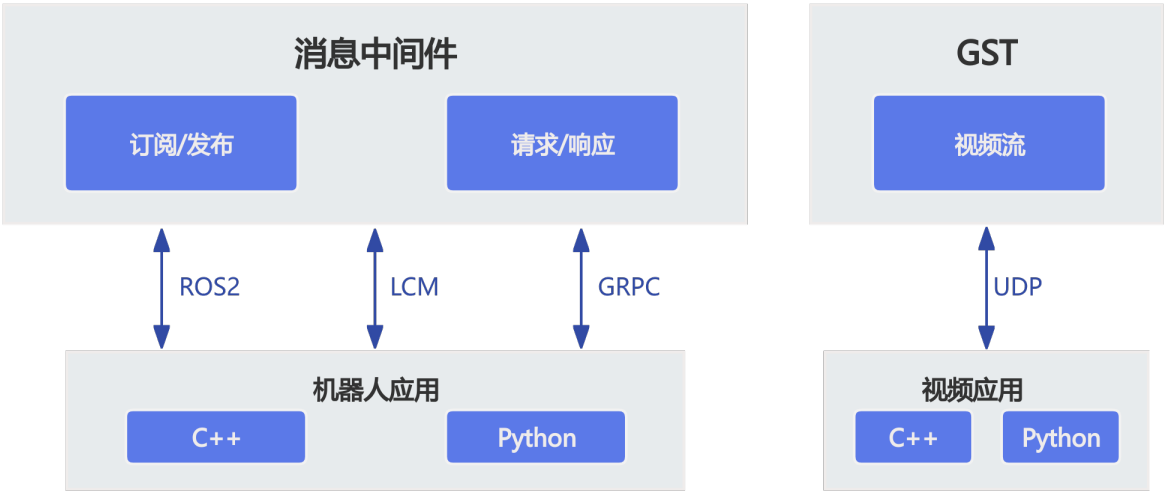 消息中间件
订阅/发布
请求/响应
ROS2
LCM
GRPC
机器人应用
C++
Python
GST
视频流
UDP
视频应用
C++
Python